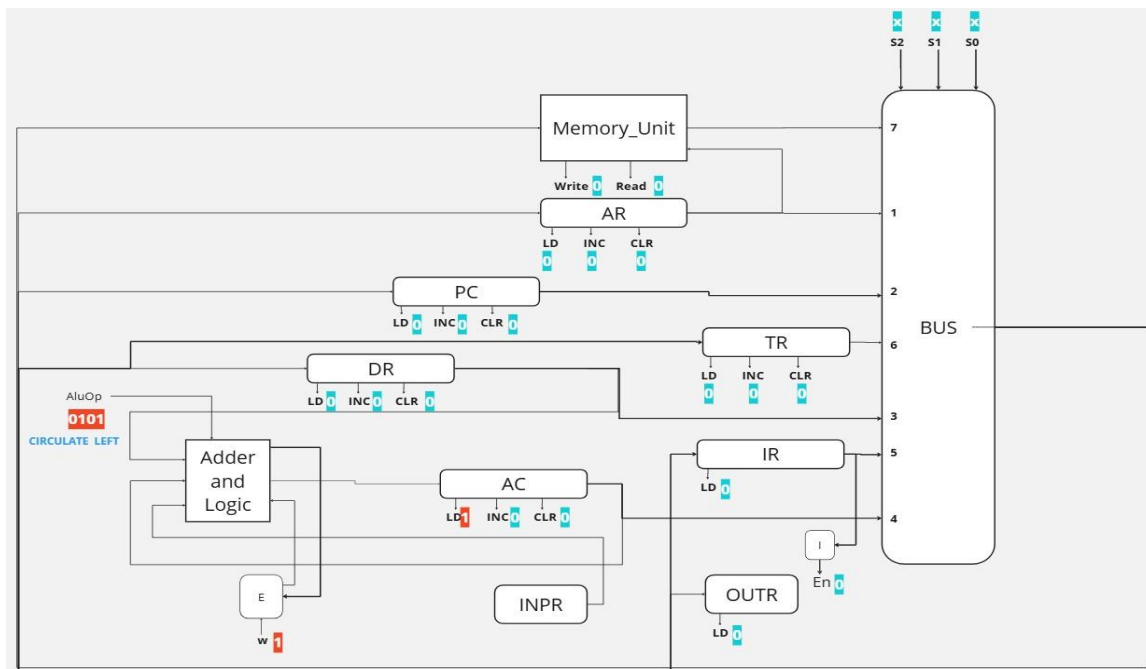 x x x
S2 S1 S0
Memory_Unit
7
Write 0 Read 0
AR
1
LD INC CLR
0 0 0
PC
2
LD 0 INC 0 CLR 0
BUS
TR
6
LD INC CLR
0 0 0
DR
LD 0 INC 0 CLR 0
3
AluOp
0101
CIRCULATE LEFT
Adder
and
Logic
IR
5
LD 0
AC
LD 1 INC 0 CLR 0
4
I
En 0
E
w 1
INPR
OUTR
LD 0